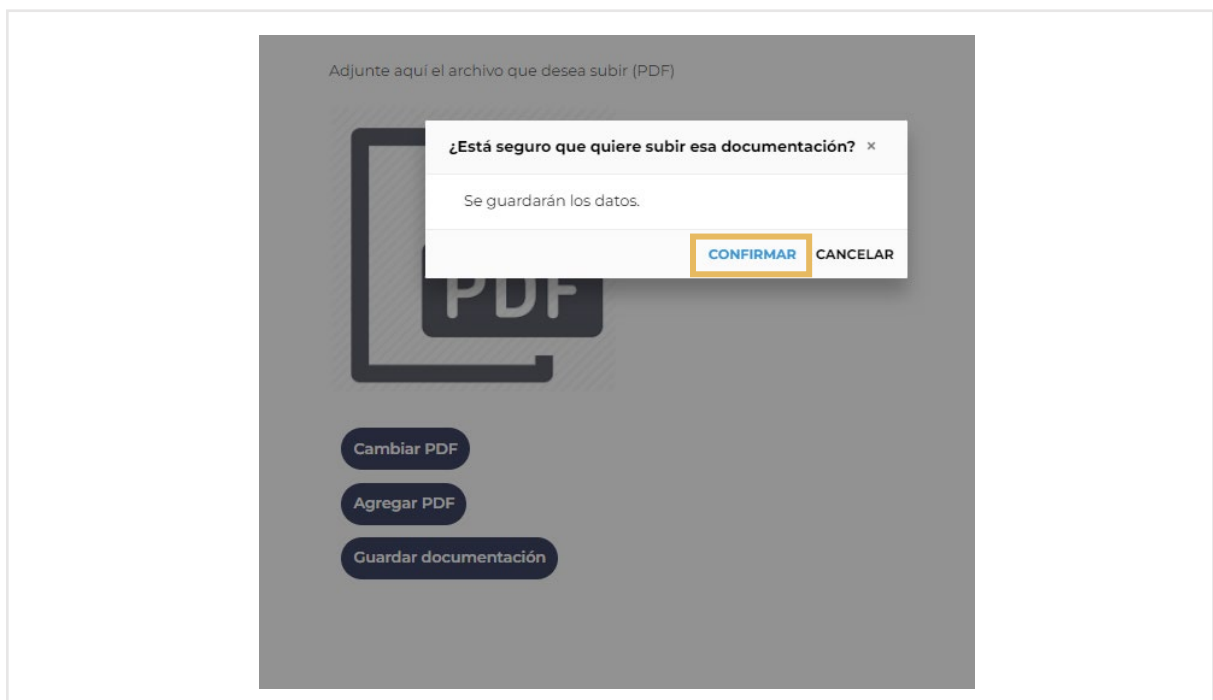 Adjunte aquí el archivo que desea subir (PDF)
¿Está seguro que quiere subir esa documentación? ×
Se guardarán los datos.
CONFIRMAR CANCELAR
PDF
Cambiar PDF
Agregar PDF
Guardar documentación